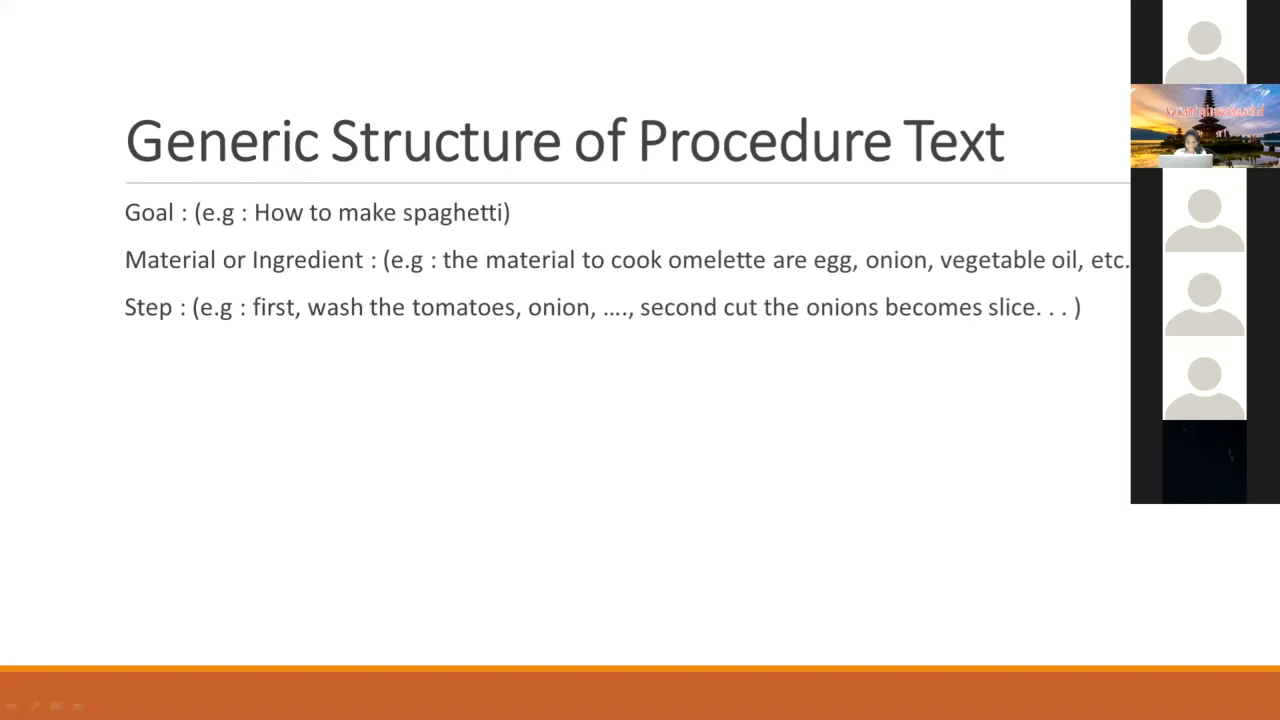 Generic Structure of Procedure Text
Goal : (e.g : How to make spaghetti)
Material or Ingredient : (e.g : the material to cook omelette are egg, onion, vegetable oil, etc.
Step : (e.g : first, wash the tomatoes, onion, …., second cut the onions becomes slice. . . )